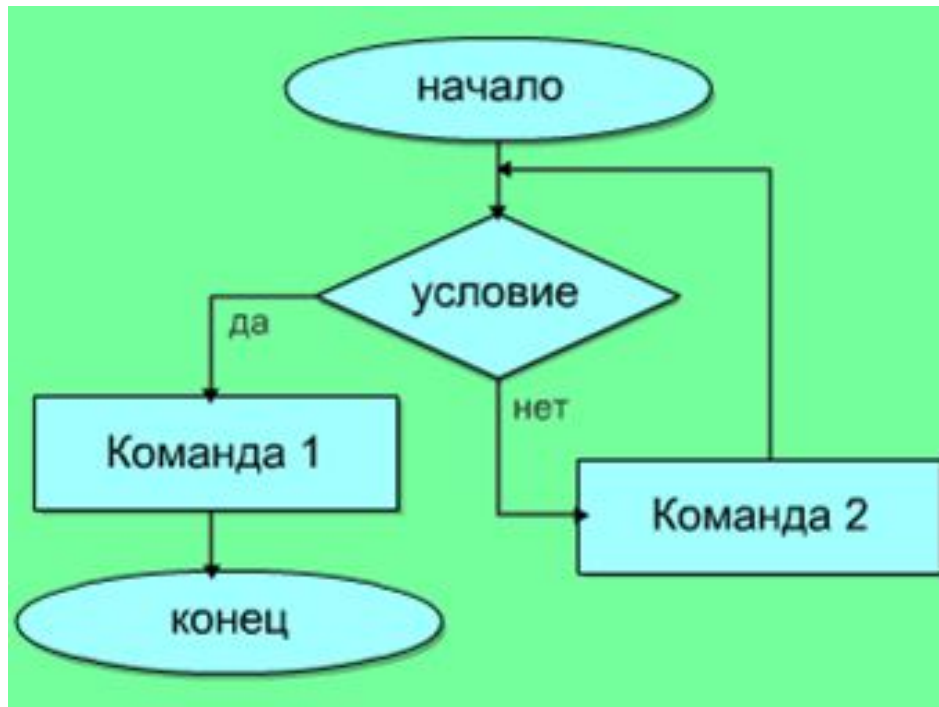 начало
условие
да
нет
Команда 1
Команда 2
конец